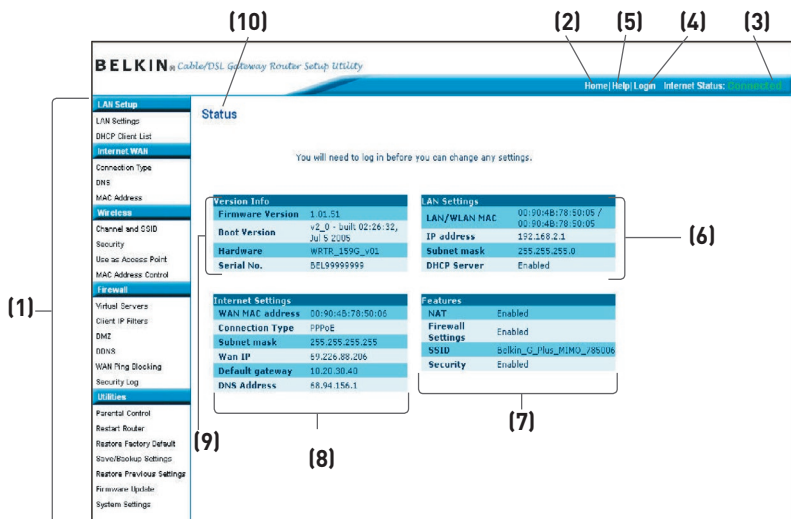 (10)
(2)
(5)
(4)
(3)
BELKIN® Cable/DSL Gateway Router Setup Utility
Home|Help|Login Internet Status: Connected
LAN Setup
LAN Settings
DHCP Client List
Internet WAN
Connection Type
DNS
MAC Address
Wireless
Channel and SSID
Security
Use as Access Point
MAC Address Control
Firewall
Virtual Servers
Client IP Filters
DMZ
DDNS
WAN Ping Blocking
Security Log
Utilities
Parental Control
Restart Router
Restore Factory Default
Save/Backup Settings
Restore Previous Settings
Firmware Update
System Settings
(1)
Status
You will need to log in before you can change any settings.
Version Info
Firmware Version 1.01.51
Boot Version v2_0 - built 02:26:32,
Jul 5 2005
Hardware WRTR_159G_v01
Serial No. BEL99999999
(9)
LAN Settings
LAN/WLAN MAC 00:90:4B:78:50:05 /
00:90:4B:78:50:05
IP address 192.168.2.1
Subnet mask 255.255.255.0
DHCP Server Enabled
(6)
Internet Settings
WAN MAC address 00:90:4B:78:50:06
Connection Type PPPoE
Subnet mask 255.255.255.255
Wan IP 69.226.88.206
Default gateway 10.20.30.40
DNS Address 68.94.156.1
(8)
Features
NAT Enabled
Firewall
Settings Enabled
SSID Belkin_G_Plus_MIMO_785006
Security Enabled
(7)